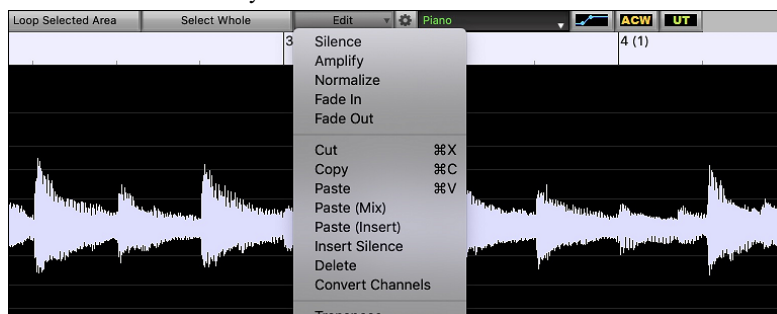 Loop Selected Area Select Whole Edit Piano ACW UT
3 4 (1)
Silence
Amplify
Normalize
Fade In
Fade Out
Cut ⌘X
Copy ⌘C
Paste ⌘V
Paste (Mix)
Paste (Insert)
Insert Silence
Delete
Convert Channels